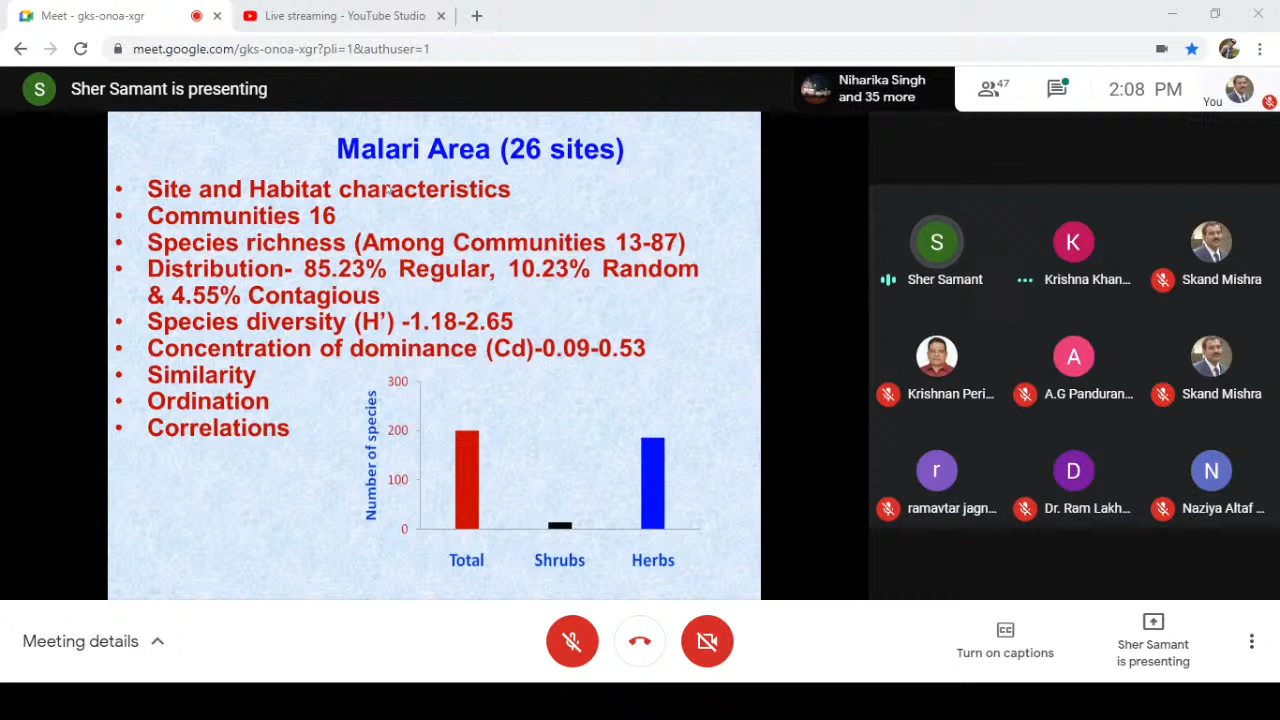 Meet - gks-onoa-xgr
Live streaming - YouTube Studio
meet.google.com/gks-onoa-xgr?pli=1&authuser=1
S
Sher Samant is presenting
Niharika Singh
and 35 more
47
2:08 PM
You
Malari Area (26 sites)
• Site and Habitat characteristics
• Communities 16
• Species richness (Among Communities 13-87)
• Distribution- 85.23% Regular, 10.23% Random
& 4.55% Contagious
• Species diversity (H’) -1.18-2.65
• Concentration of dominance (Cd)-0.09-0.53
• Similarity
• Ordination
• Correlations
Number of species
300
200
100
0
Total Shrubs Herbs
S K
Sher Samant Krishna Khan... Skand Mishra
A
Krishnan Peri... A.G Panduran... Skand Mishra
r D N
ramavtar jagn... Dr. Ram Lakh... Naziya Altaf ...
Meeting details
CC
Turn on captions
Sher Samant
is presenting